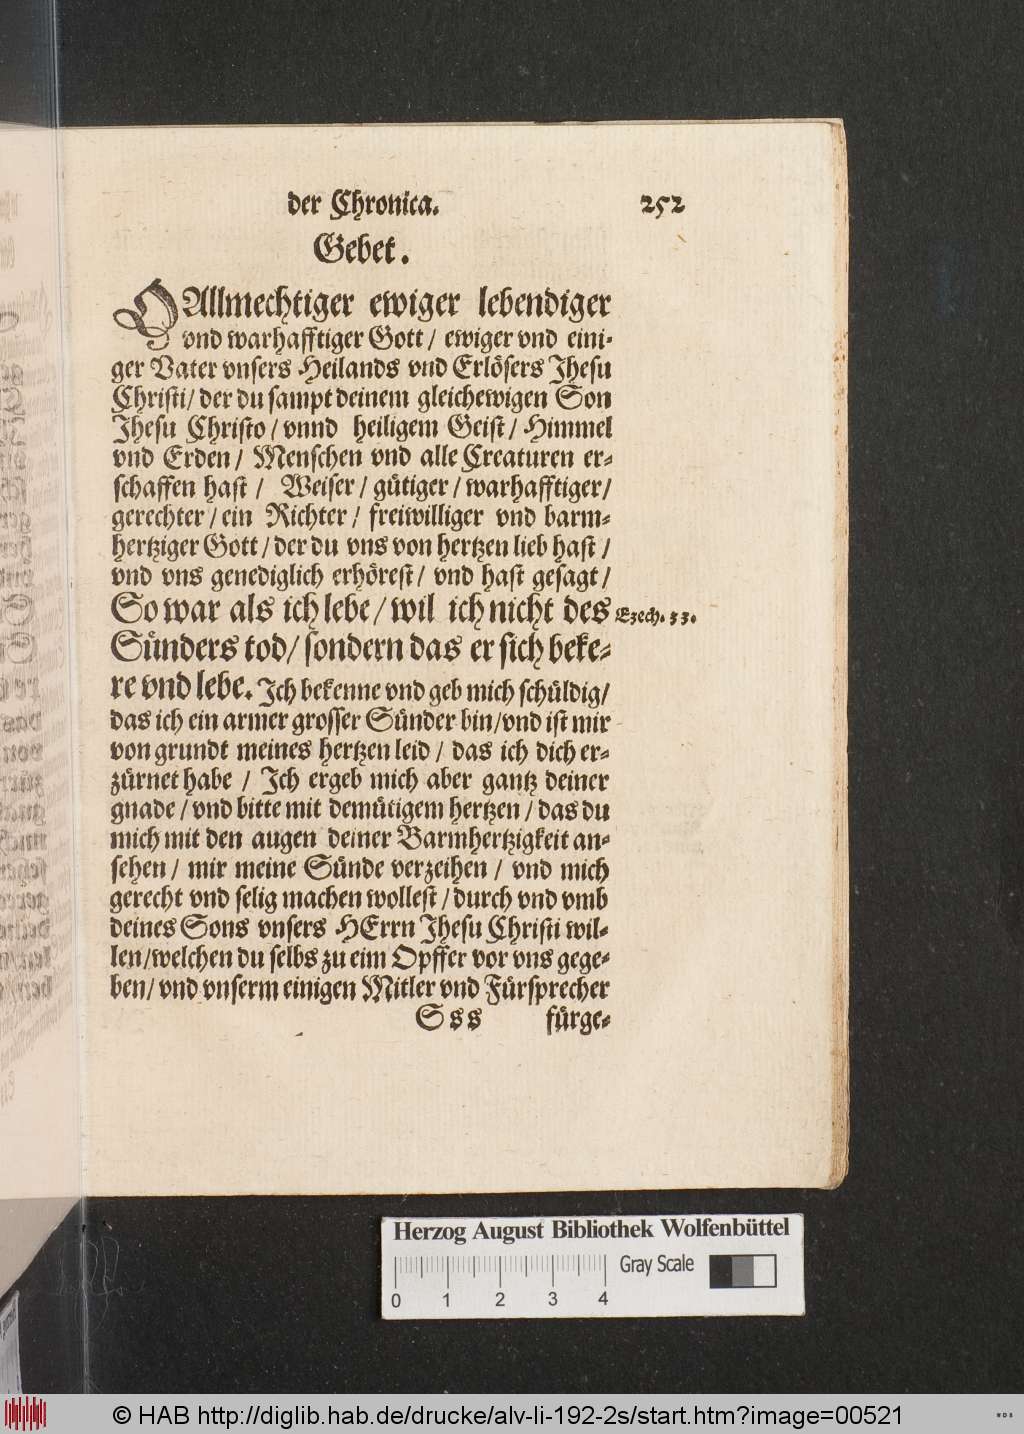 der Chronica. 252
Gebet.
O Allmechtiger ewiger lebendiger
vnd warhafftiger Gott / ewiger vnd eini-
ger Vater vnsers Heilands vnd Erlösers Jhesu
Christi / der du sampt deinem gleichewigen Son
Jhesu Christo / vnnd heiligem Geist / Himmel
vnd Erden / Menschen vnd alle Creaturen er-
schaffen hast / Weiser / gütiger / warhafftiger /
gerechter / ein Richter / freiwilliger vnd barm-
hertziger Gott / der du vns von hertzen lieb hast /
vnd vns genediglich erhörest / vnd hast gesagt /
So war als ich lebe / wil ich nicht des Ezech. 33.
Sünders tod / sondern das er sich beke-
re vnd lebe. Ich bekenne vnd geb mich schüldig /
das ich ein armer grosser Sünder bin / vnd ist mir
von grundt meines hertzen leid / das ich dich er-
zürnet habe / Ich ergeb mich aber gantz deiner
gnade / vnd bitte mit demütigem hertzen / das du
mich mit den augen deiner Barmhertzigkeit an-
sehen / mir meine Sünde verzeihen / vnd mich
gerecht vnd selig machen wollest / durch vnd vmb
deines Sons vnsers HErrn Jhesu Christi wil-
len / welchen du selbs zu eim Opffer vor vns gege-
ben / vnd vnserm einigen Mitler vnd Fürsprecher
Sss fürge-
Herzog August Bibliothek Wolfenbüttel
Gray Scale
0 1 2 3 4
© HAB http://diglib.hab.de/drucke/alv-li-192-2s/start.htm?image=00521